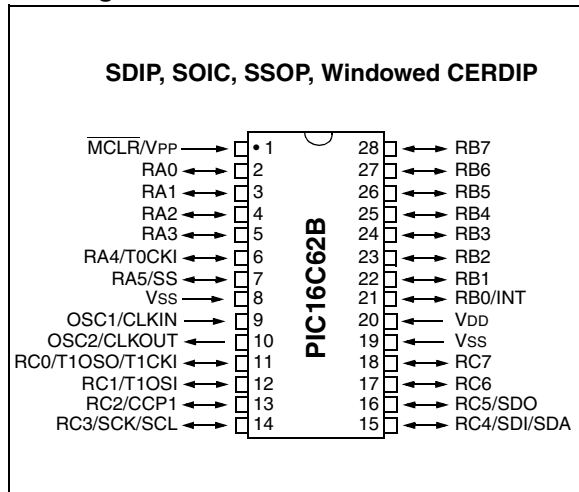 SDIP, SOIC, SSOP, Windowed CERDIP
MCLR/VPP 1 28 RB7
RA0 2 27 RB6
RA1 3 26 RB5
RA2 4 25 RB4
RA3 5 24 RB3
RA4/T0CKI 6 23 RB2
RA5/SS 7 22 RB1
VSS 8 21 RB0/INT
OSC1/CLKIN 9 20 VDD
OSC2/CLKOUT 10 19 VSS
RC0/T1OSO/T1CKI 11 18 RC7
RC1/T1OSI 12 17 RC6
RC2/CCP1 13 16 RC5/SDO
RC3/SCK/SCL 14 15 RC4/SDI/SDA
PIC16C62B